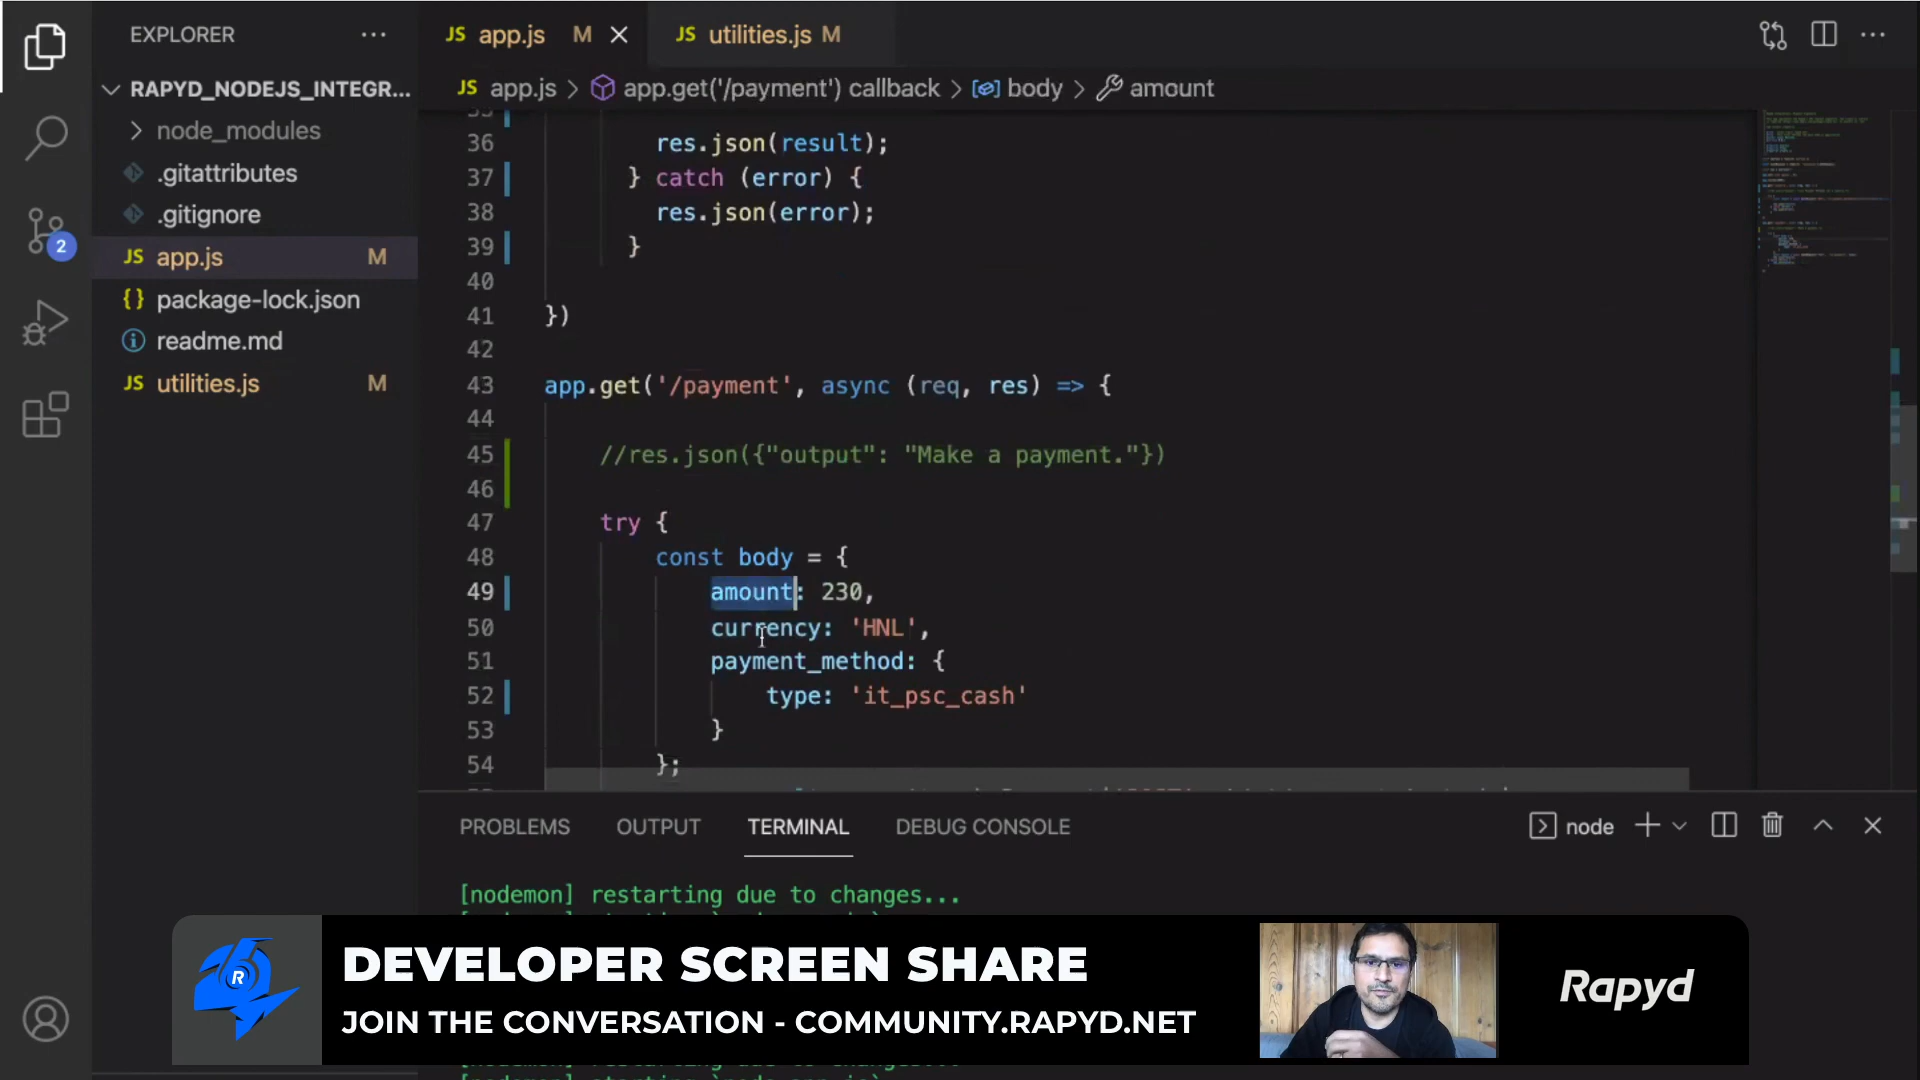 EXPLORER
RAPYD_NODEJS_INTEGR...
node_modules
.gitattributes
.gitignore
JS app.js M
{} package-lock.json
readme.md
JS utilities.js M
2
JS app.js M
JS utilities.js M
JS app.js > app.get('/payment') callback > body > amount
36 res.json(result);
37 } catch (error) {
38 res.json(error);
39 }
40
41 })
42
43 app.get('/payment', async (req, res) => {
44
45 //res.json({"output": "Make a payment."})
46
47 try {
48 const body = {
49 amount: 230,
50 currency: 'HNL',
51 payment_method: {
52 type: 'it_psc_cash'
53 }
54 };
PROBLEMS OUTPUT TERMINAL DEBUG CONSOLE
node
[nodemon] restarting due to changes...
R
DEVELOPER SCREEN SHARE
JOIN THE CONVERSATION - COMMUNITY.RAPYD.NET
Rapyd